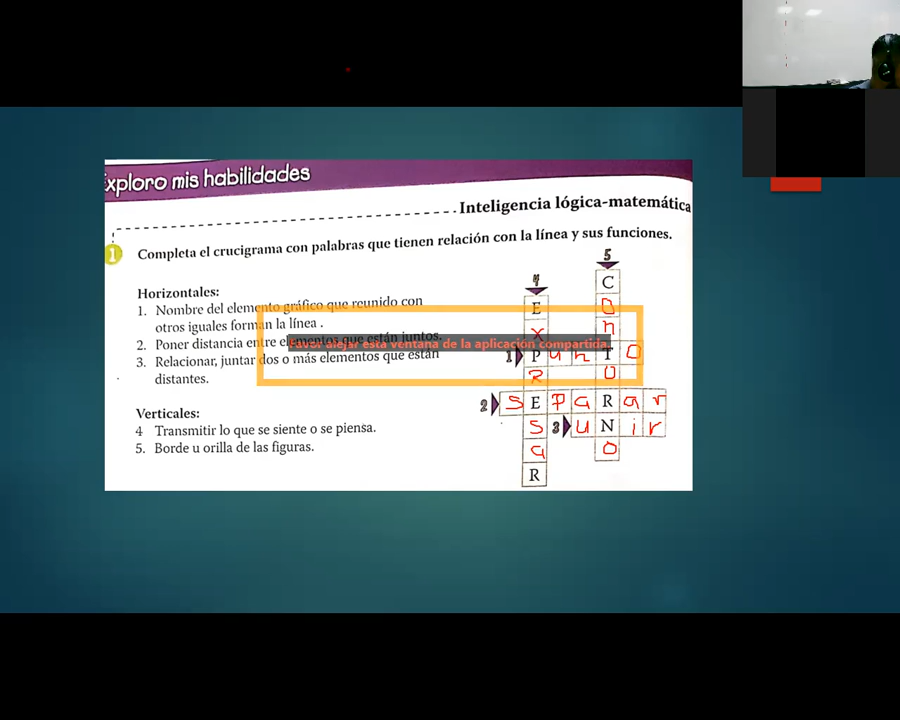 xploro mis habilidades
Inteligencia lógica-matemática
1 Completa el crucigrama con palabras que tienen relación con la línea y sus funciones.
Horizontales:
1. Nombre del elemento gráfico que reunido con
otros iguales forman la línea .
2. Poner distancia entre elementos que están juntos.
3. Relacionar, juntar dos o más elementos que están
distantes.
Verticales:
4 Transmitir lo que se siente o se piensa.
5. Borde u orilla de las figuras.
Favor alejar esta ventana de la aplicación compartida
4
5
C
E O
X n
1 P u n T O
R O
2 S E P a R a r
S 3 u N i r
a O
R